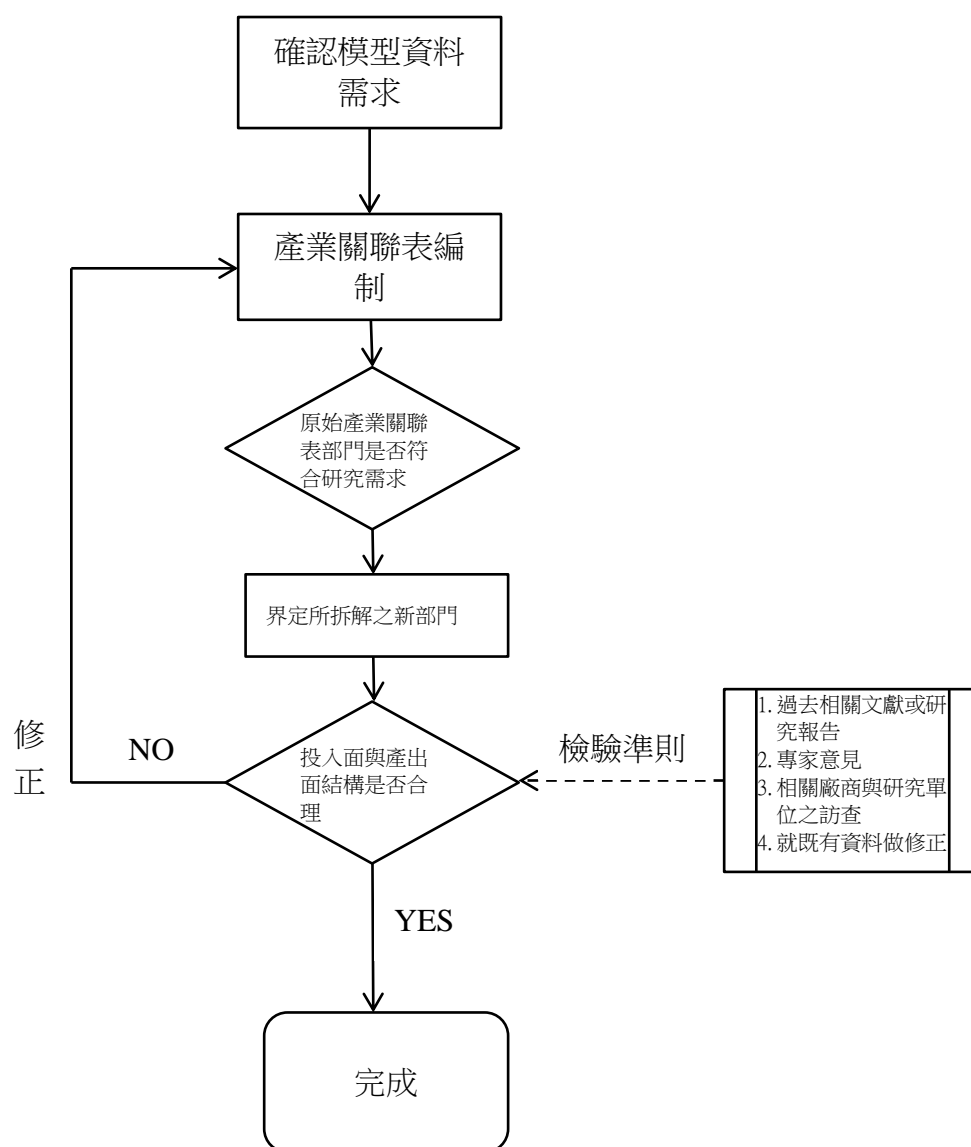 確認模型資料
需求
產業關聯表編
制
原始產業關聯
表部門是否符
合研究需求
界定所拆解之新部門
修
正
NO
投入面與產出
面結構是否合
理
檢驗準則
1. 過去相關文獻或研
究報告
2. 專家意見
3. 相關廠商與研究單
位之訪查
4. 就既有資料做修正
YES
完成